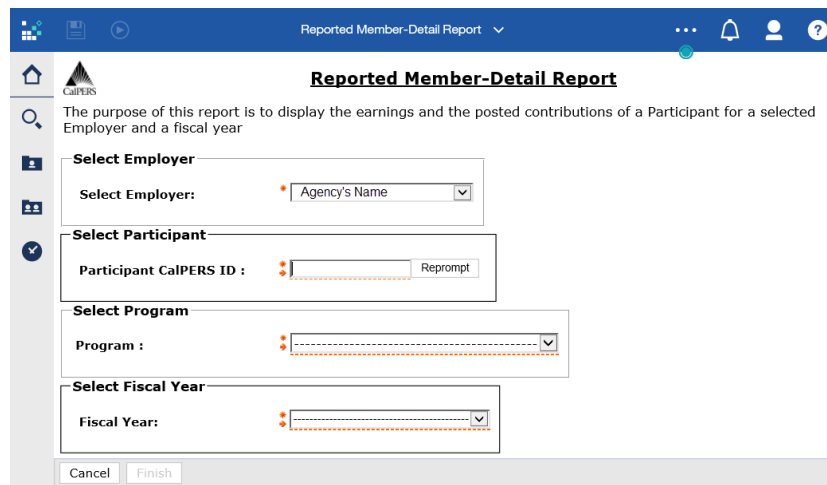 Reported Member-Detail Report
?
CalPERS
Reported Member-Detail Report
The purpose of this report is to display the earnings and the posted contributions of a Participant for a selected
Employer and a fiscal year
Select Employer
Select Employer: * Agency's Name
Select Participant
Participant CalPERS ID : * Reprompt
Select Program
Program : * ----------------------------------------------
Select Fiscal Year
Fiscal Year: * ----------------------------------------------
Cancel Finish